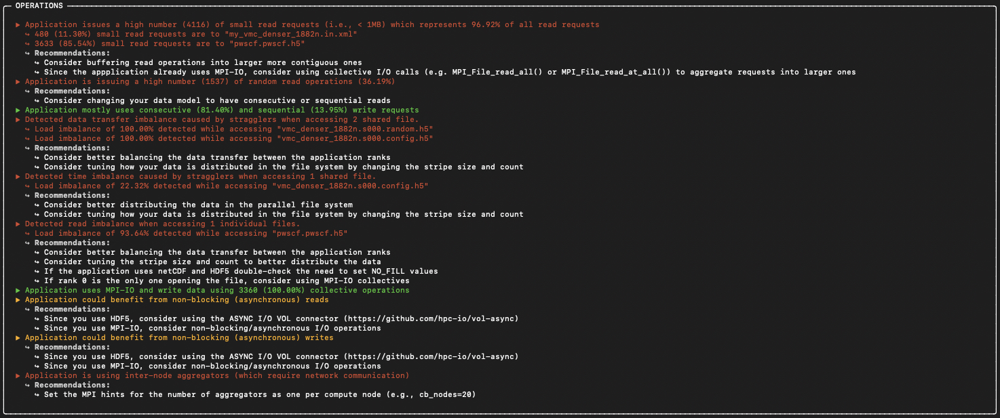 OPERATIONS
▶ Application issues a high number (4116) of small read requests (i.e., < 1MB) which represents 96.92% of all read requests
↪ 480 (11.30%) small read requests are to "my_vmc_denser_1882n.in.xml"
↪ 3633 (85.54%) small read requests are to "pwscf.pwscf.h5"
↪ Recommendations:
↪ Consider buffering read operations into larger more contiguous ones
↪ Since the appplication already uses MPI-IO, consider using collective I/O calls (e.g. MPI_File_read_all() or MPI_File_read_at_all()) to aggregate requests into larger ones
▶ Application is issuing a high number (1537) of random read operations (36.19%)
↪ Recommendations:
↪ Consider changing your data model to have consecutive or sequential reads
▶ Application mostly uses consecutive (81.40%) and sequential (13.95%) write requests
▶ Detected data transfer imbalance caused by stragglers when accessing 2 shared file.
↪ Load imbalance of 100.00% detected while accessing "vmc_denser_1882n.s000.random.h5"
↪ Load imbalance of 100.00% detected while accessing "vmc_denser_1882n.s000.config.h5"
↪ Recommendations:
↪ Consider better balancing the data transfer between the application ranks
↪ Consider tuning how your data is distributed in the file system by changing the stripe size and count
▶ Detected time imbalance caused by stragglers when accessing 1 shared file.
↪ Load imbalance of 22.32% detected while accessing "vmc_denser_1882n.s000.config.h5"
↪ Recommendations:
↪ Consider better distributing the data in the parallel file system
↪ Consider tuning how your data is distributed in the file system by changing the stripe size and count
▶ Detected read imbalance when accessing 1 individual files.
↪ Load imbalance of 93.64% detected while accessing "pwscf.pwscf.h5"
↪ Recommendations:
↪ Consider better balancing the data transfer between the application ranks
↪ Consider tuning the stripe size and count to better distribute the data
↪ If the application uses netCDF and HDF5 double-check the need to set NO_FILL values
↪ If rank 0 is the only one opening the file, consider using MPI-IO collectives
▶ Application uses MPI-IO and write data using 3360 (100.00%) collective operations
▶ Application could benefit from non-blocking (asynchronous) reads
↪ Recommendations:
↪ Since you use HDF5, consider using the ASYNC I/O VOL connector (https://github.com/hpc-io/vol-async)
↪ Since you use MPI-IO, consider non-blocking/asynchronous I/O operations
▶ Application could benefit from non-blocking (asynchronous) writes
↪ Recommendations:
↪ Since you use HDF5, consider using the ASYNC I/O VOL connector (https://github.com/hpc-io/vol-async)
↪ Since you use MPI-IO, consider non-blocking/asynchronous I/O operations
▶ Application is using inter-node aggregators (which require network communication)
↪ Recommendations:
↪ Set the MPI hints for the number of aggregators as one per compute node (e.g., cb_nodes=20)